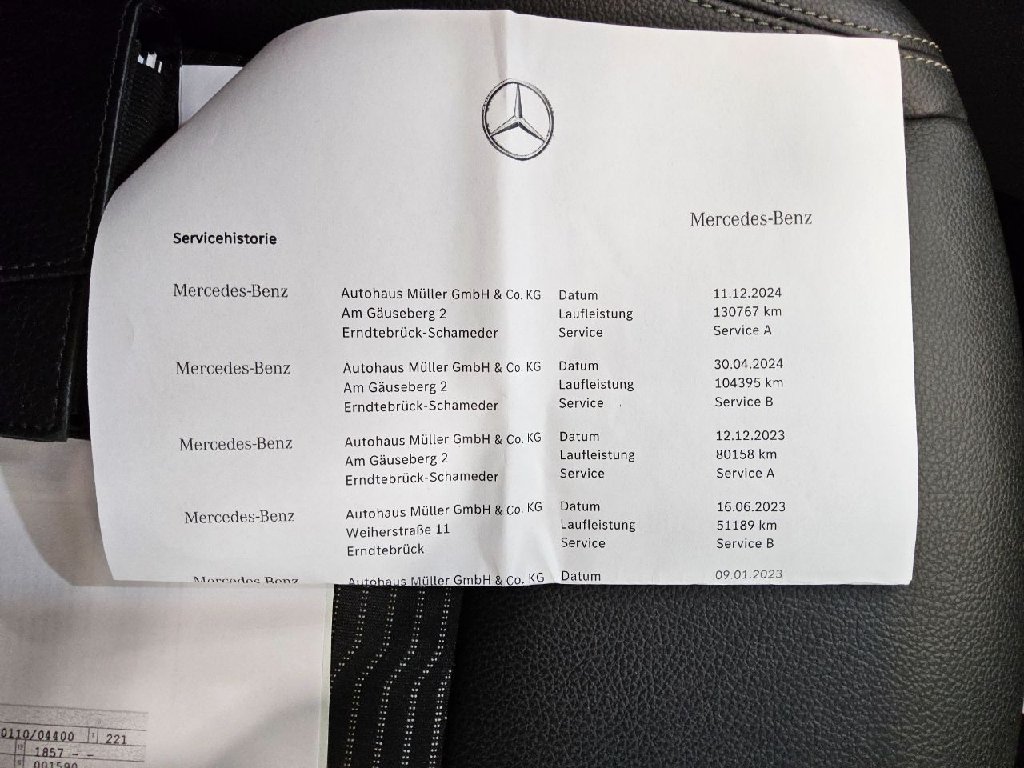 Mercedes-Benz
Servicehistorie
Mercedes-Benz Autohaus Müller GmbH & Co. KG Datum 11.12.2024
Am Gäuseberg 2 Laufleistung 130767 km
Erndtebrück-Schameder Service Service A
Mercedes-Benz Autohaus Müller GmbH & Co. KG Datum 30.04.2024
Am Gäuseberg 2 Laufleistung 104395 km
Erndtebrück-Schameder Service Service B
Mercedes-Benz Autohaus Müller GmbH & Co. KG Datum 12.12.2023
Am Gäuseberg 2 Laufleistung 80158 km
Erndtebrück-Schameder Service Service A
Mercedes-Benz Autohaus Müller GmbH & Co. KG Datum 16.06.2023
Weiherstraße 11 Laufleistung 51189 km
Erndtebrück Service Service B
Mercedes-Benz Autohaus Müller GmbH & Co. KG Datum 09.01.2023
0110/04400 221
1857 - -
001590